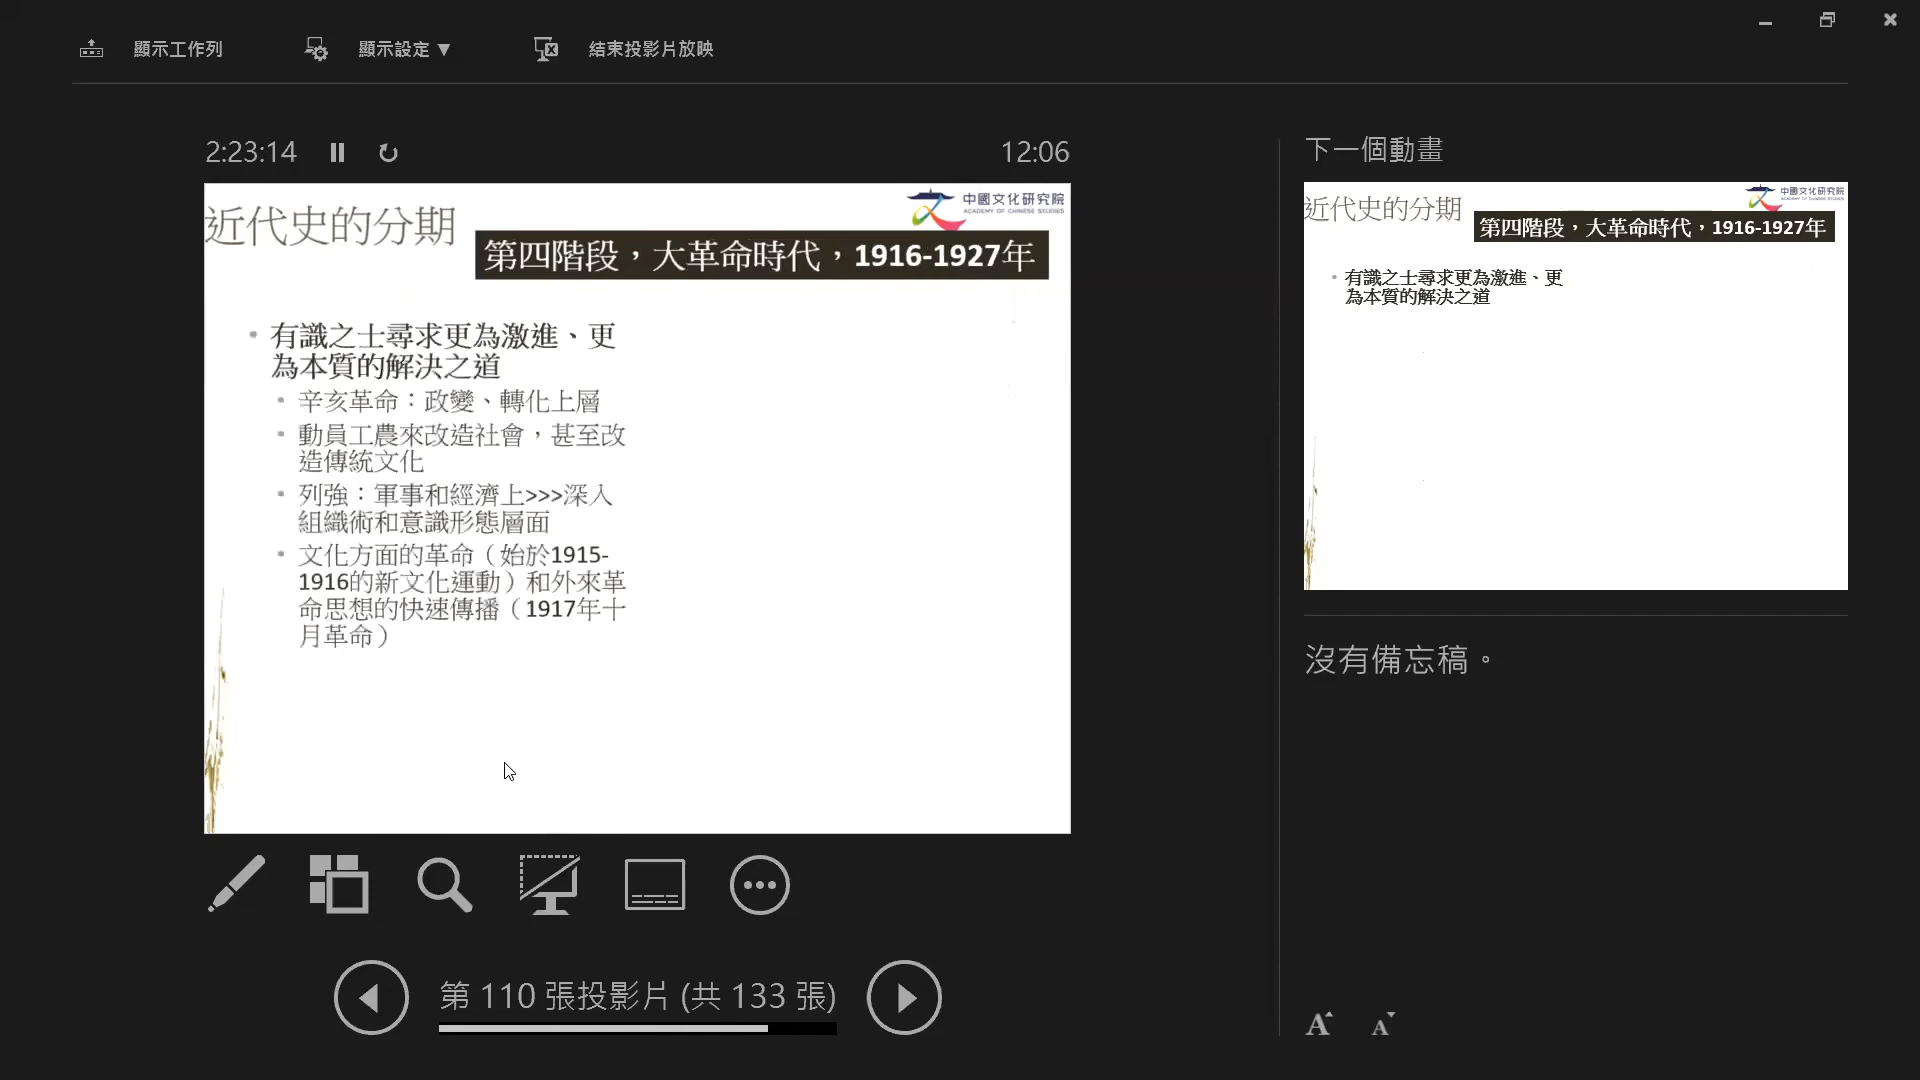 顯示工作列
顯示設定 ▼
結束投影片放映
2:23:14
12:06
近代史的分期
中國文化研究院
ACADEMY OF CHINESE STUDIES
第四階段，大革命時代，1916-1927年
• 有識之士尋求更為激進、更
為本質的解決之道
• 辛亥革命：政變、轉化上層
• 動員工農來改造社會，甚至改
造傳統文化
• 列強：軍事和經濟上>>>深入
組織術和意識形態層面
• 文化方面的革命（始於1915-
1916的新文化運動）和外來革
命思想的快速傳播（1917年十
月革命）
第 110 張投影片 (共 133 張)
下一個動畫
近代史的分期
中國文化研究院
ACADEMY OF CHINESE STUDIES
第四階段，大革命時代，1916-1927年
• 有識之士尋求更為激進、更
為本質的解決之道
沒有備忘稿。
A A